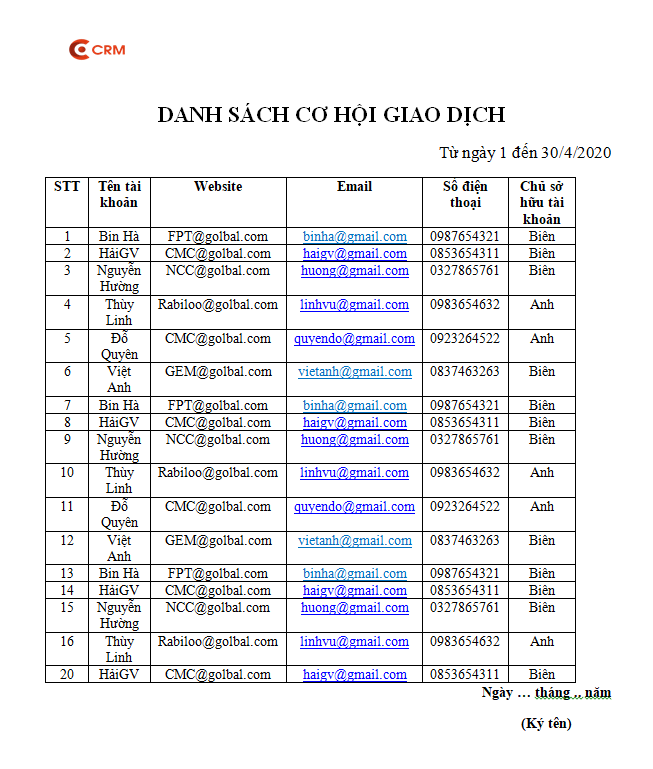 CRM
DANH SÁCH CƠ HỘI GIAO DỊCH
Từ ngày 1 đến 30/4/2020
STT Tên tài khoản Website Email Số điện thoại Chủ sở hữu tài khoản
1 Bin Hà FPT@golbal.com binha@gmail.com 0987654321 Biên
2 HảiGV CMC@golbal.com haigv@gmail.com 0853654311 Biên
3 Nguyễn Hường NCC@golbal.com huong@gmail.com 0327865761 Biên
4 Thùy Linh Rabiloo@golbal.com linhvu@gmail.com 0983654632 Anh
5 Đỗ Quyên CMC@golbal.com quyendo@gmail.com 0923264522 Anh
6 Việt Anh GEM@golbal.com vietanh@gmail.com 0837463263 Biên
7 Bin Hà FPT@golbal.com binha@gmail.com 0987654321 Biên
8 HảiGV CMC@golbal.com haigv@gmail.com 0853654311 Biên
9 Nguyễn Hường NCC@golbal.com huong@gmail.com 0327865761 Biên
10 Thùy Linh Rabiloo@golbal.com linhvu@gmail.com 0983654632 Anh
11 Đỗ Quyên CMC@golbal.com quyendo@gmail.com 0923264522 Anh
12 Việt Anh GEM@golbal.com vietanh@gmail.com 0837463263 Biên
13 Bin Hà FPT@golbal.com binha@gmail.com 0987654321 Biên
14 HảiGV CMC@golbal.com haigv@gmail.com 0853654311 Biên
15 Nguyễn Hường NCC@golbal.com huong@gmail.com 0327865761 Biên
16 Thùy Linh Rabiloo@golbal.com linhvu@gmail.com 0983654632 Anh
20 HảiGV CMC@golbal.com haigv@gmail.com 0853654311 Biên
Ngày … tháng .. năm
(Ký tên)